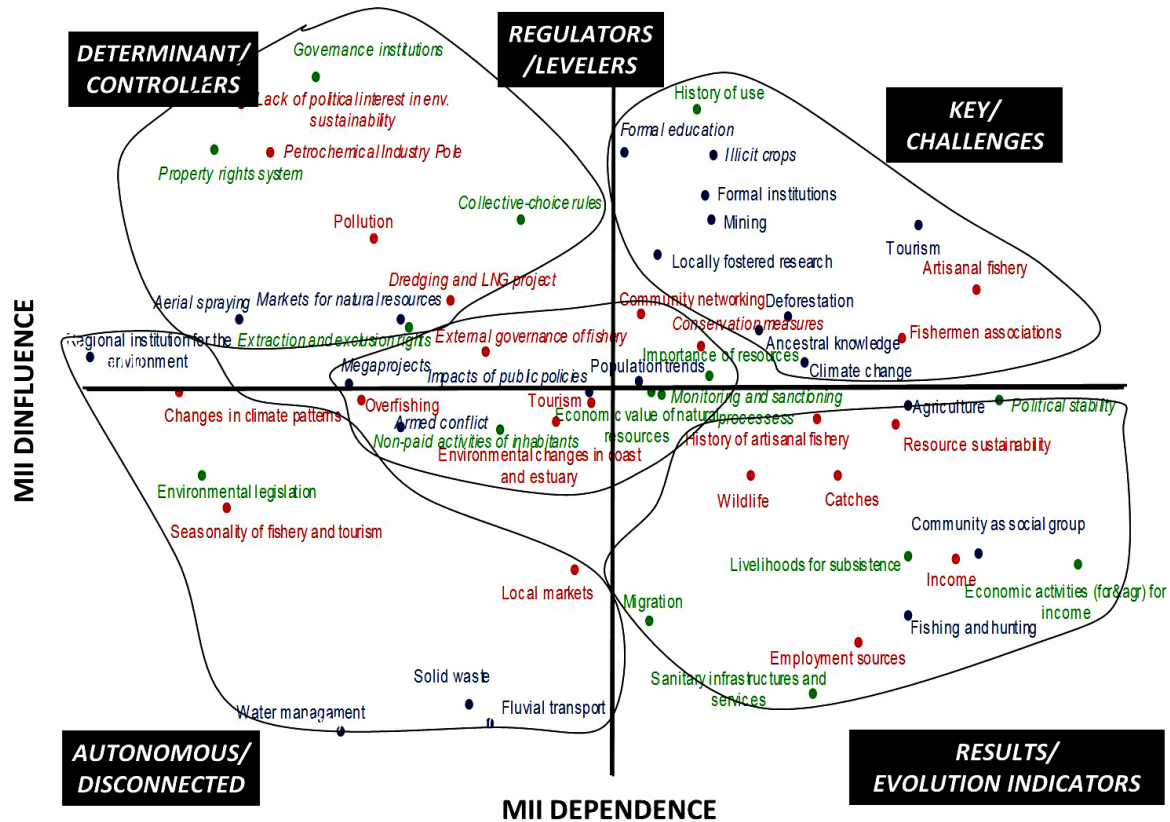 DETERMINANT/
CONTROLLERS
REGULATORS
/LEVELERS
KEY/
CHALLENGES
Governance institutions
Lack of political interest in env.
sustainability
Petrochemical Industry Pole
Property rights system
Collective-choice rules
Pollution
Dredging and LNG project
Aerial spraying
Markets for natural resources
Extraction and exclusion rights
Regional institution for the
environment
History of use
Formal education
Illicit crops
Formal institutions
Mining
Locally fostered research
Tourism
Artisanal fishery
Community networking
Deforestation
Conservation measures
Fishermen associations
Ancestral knowledge
Climate change
External governance of fishery
Importance of resources
Megaprojects
Impacts of public policies
Population trends
Changes in climate patterns
Overfishing
Armed conflict
Non-paid activities of inhabitants
Tourism
Economic value of natural
resources
Monitoring and sanctioning
processess
Environmental changes in coast
and estuary
Agriculture
Political stability
History of artisanal fishery
Resource sustainability
Wildlife
Catches
Environmental legislation
Seasonality of fishery and tourism
Community as social group
Livelihoods for subsistence
Income
Economic activities (for&agr) for
income
Local markets
Migration
Fishing and hunting
Employment sources
Sanitary infrastructures and
services
Solid waste
Water managament
Fluvial transport
AUTONOMOUS/
DISCONNECTED
RESULTS/
EVOLUTION INDICATORS
MII DINFLUENCE
MII DEPENDENCE